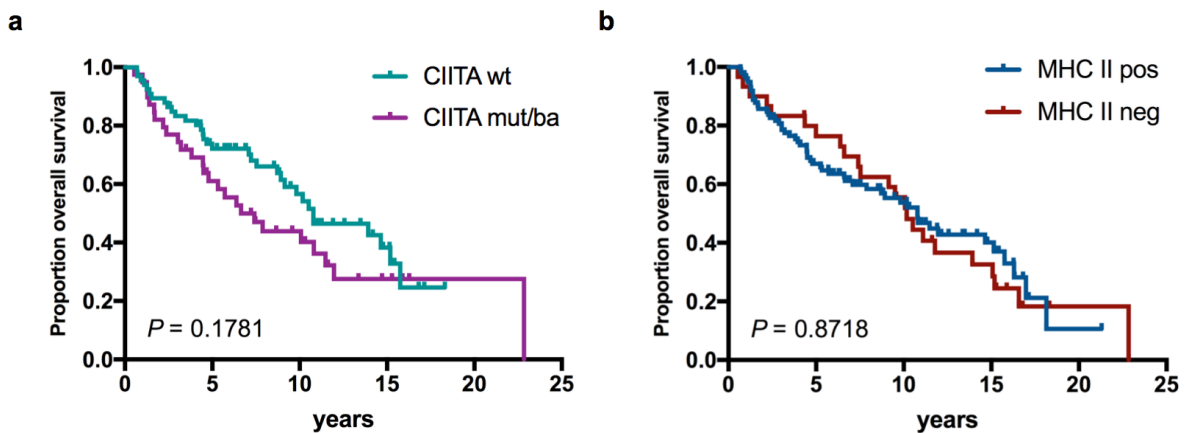 a
CIITA wt
CIITA mut/ba
Proportion overall survival
1.0
0.8
0.6
0.4
0.2
0.0
P = 0.1781
0 5 10 15 20 25
years
b
MHC II pos
MHC II neg
Proportion overall survival
1.0
0.8
0.6
0.4
0.2
0.0
P = 0.8718
0 5 10 15 20 25
years